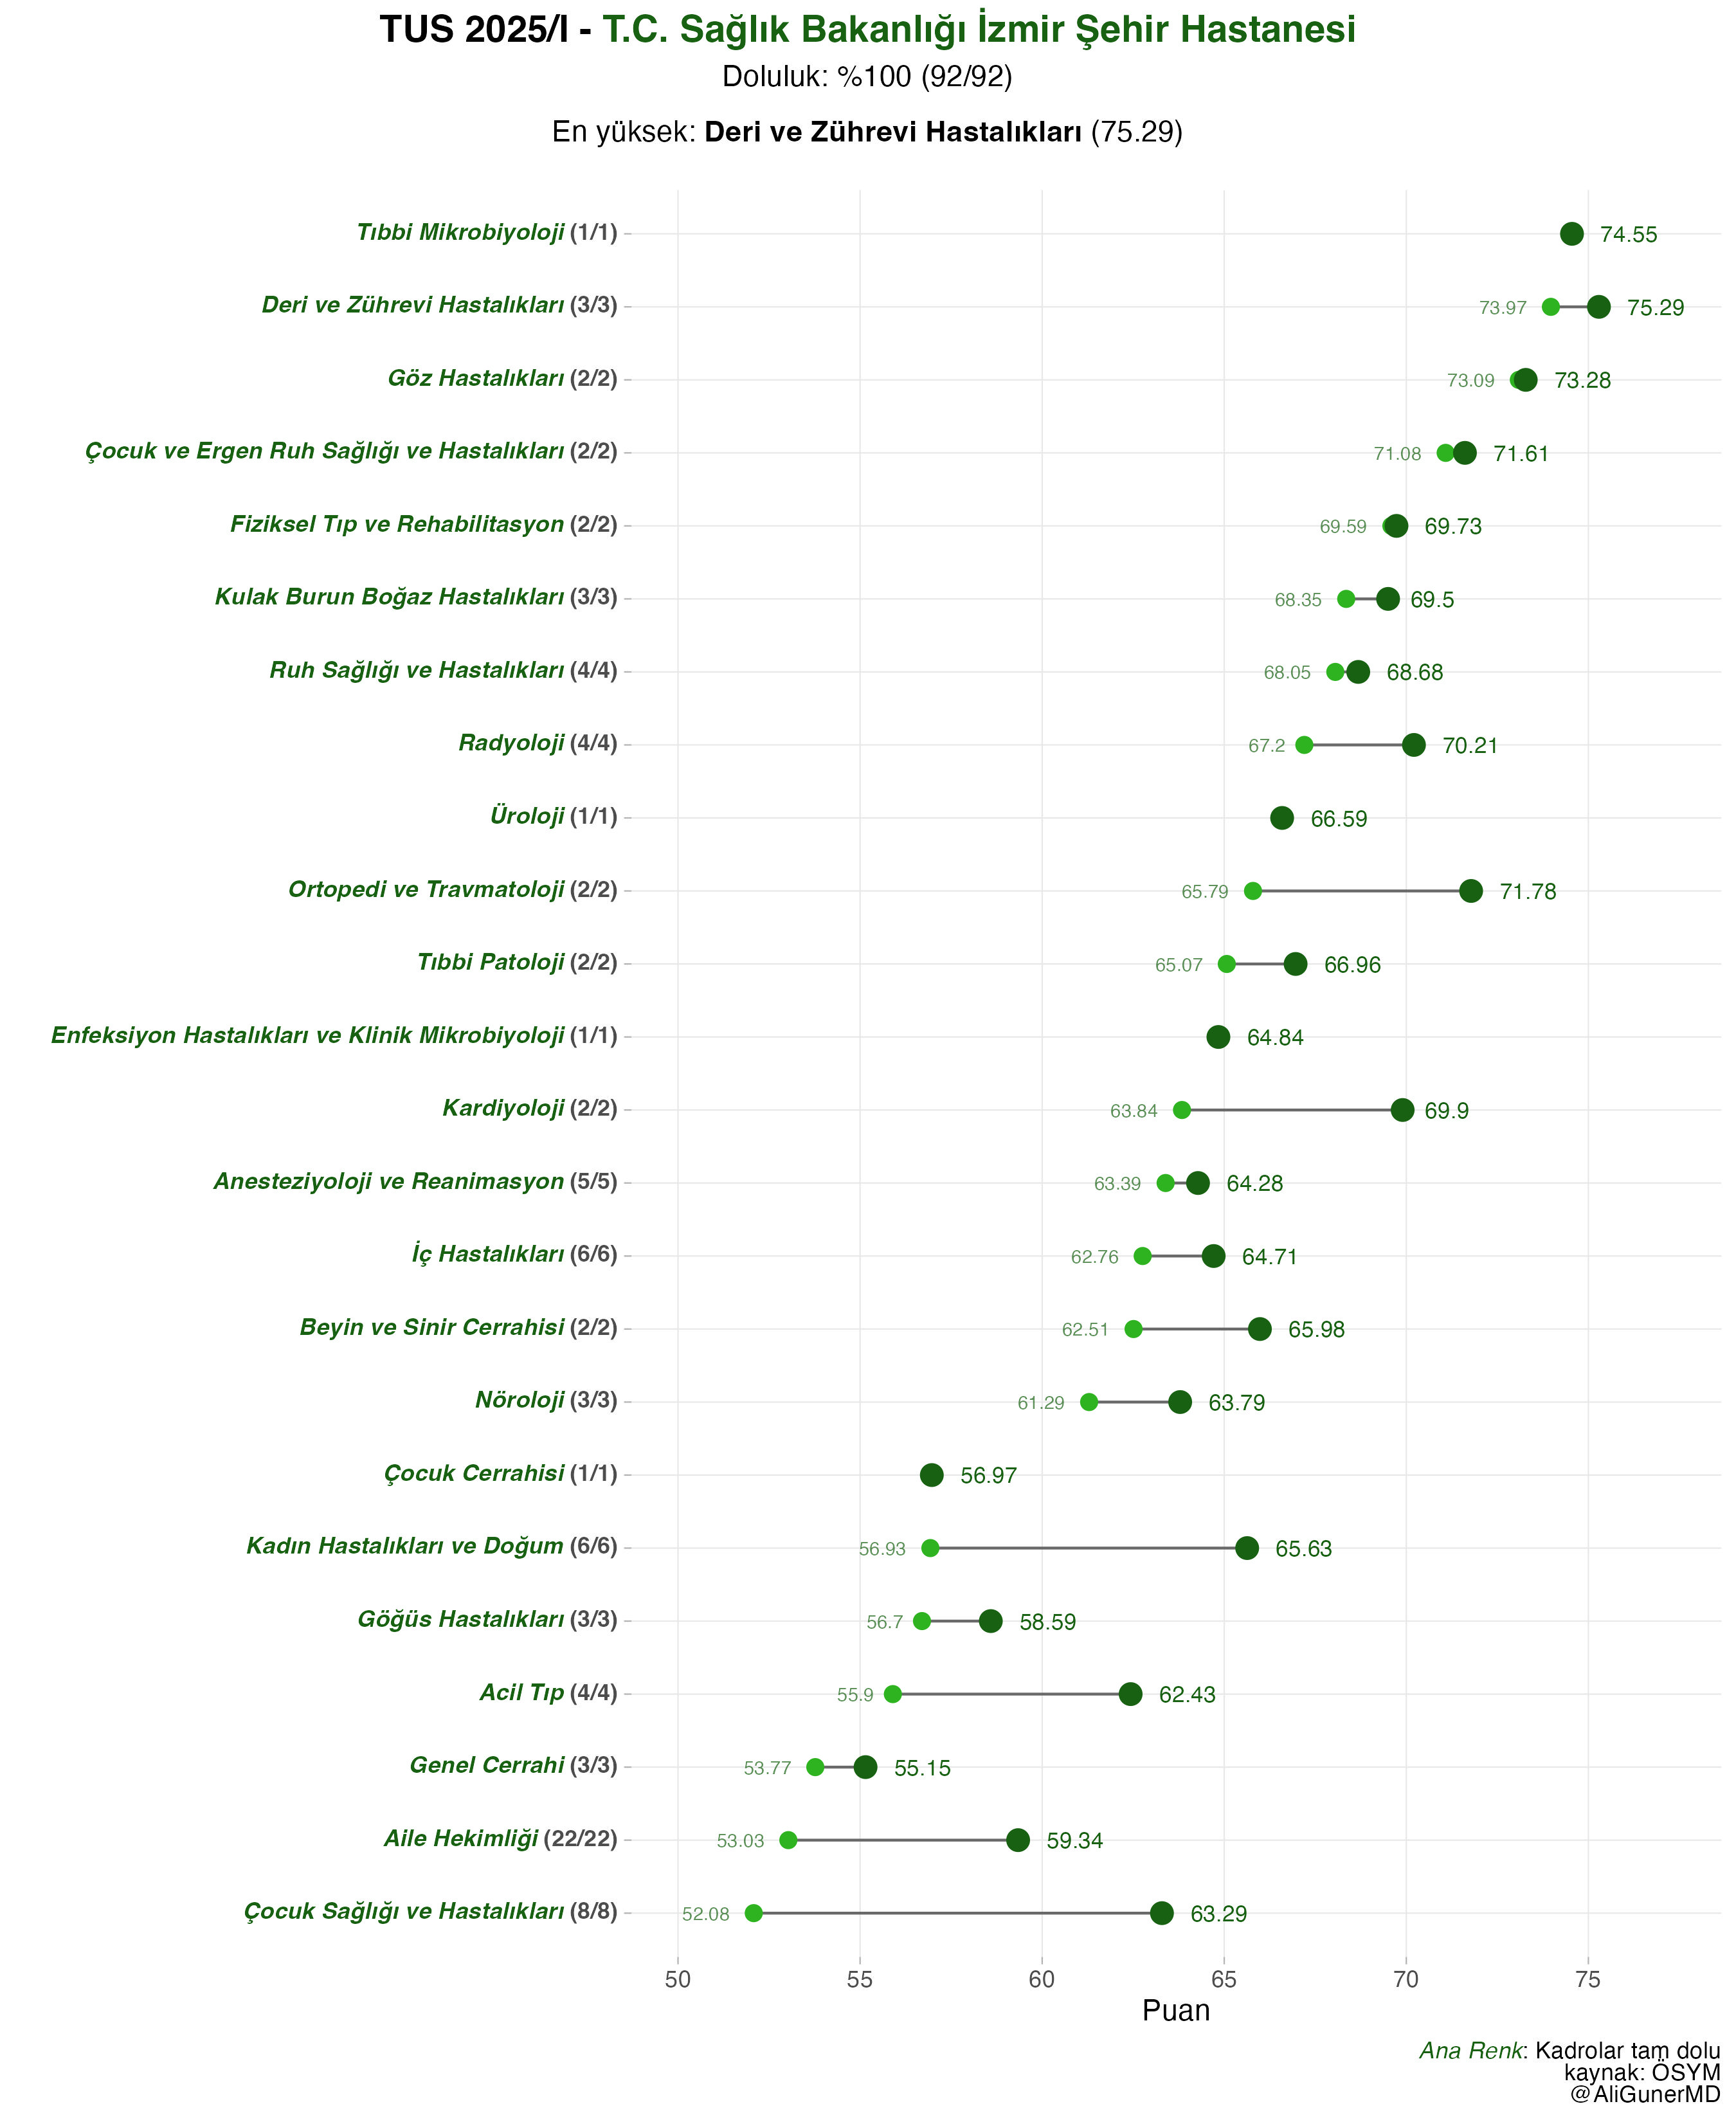 TUS 2025/I - T.C. Sağlık Bakanlığı İzmir Şehir Hastanesi
Doluluk: %100 (92/92)
En yüksek: Deri ve Zührevi Hastalıkları (75.29)
Tıbbi Mikrobiyoloji (1/1) 74.55
Deri ve Zührevi Hastalıkları (3/3) 73.97 75.29
Göz Hastalıkları (2/2) 73.09 73.28
Çocuk ve Ergen Ruh Sağlığı ve Hastalıkları (2/2) 71.08 71.61
Fiziksel Tıp ve Rehabilitasyon (2/2) 69.59 69.73
Kulak Burun Boğaz Hastalıkları (3/3) 68.35 69.5
Ruh Sağlığı ve Hastalıkları (4/4) 68.05 68.68
Radyoloji (4/4) 67.2 70.21
Üroloji (1/1) 66.59
Ortopedi ve Travmatoloji (2/2) 65.79 71.78
Tıbbi Patoloji (2/2) 65.07 66.96
Enfeksiyon Hastalıkları ve Klinik Mikrobiyoloji (1/1) 64.84
Kardiyoloji (2/2) 63.84 69.9
Anesteziyoloji ve Reanimasyon (5/5) 63.39 64.28
İç Hastalıkları (6/6) 62.76 64.71
Beyin ve Sinir Cerrahisi (2/2) 62.51 65.98
Nöroloji (3/3) 61.29 63.79
Çocuk Cerrahisi (1/1) 56.97
Kadın Hastalıkları ve Doğum (6/6) 56.93 65.63
Göğüs Hastalıkları (3/3) 56.7 58.59
Acil Tıp (4/4) 55.9 62.43
Genel Cerrahi (3/3) 53.77 55.15
Aile Hekimliği (22/22) 53.03 59.34
Çocuk Sağlığı ve Hastalıkları (8/8) 52.08 63.29
50 55 60 65 70 75
Puan
Ana Renk: Kadrolar tam dolu
kaynak: ÖSYM
@AliGunerMD